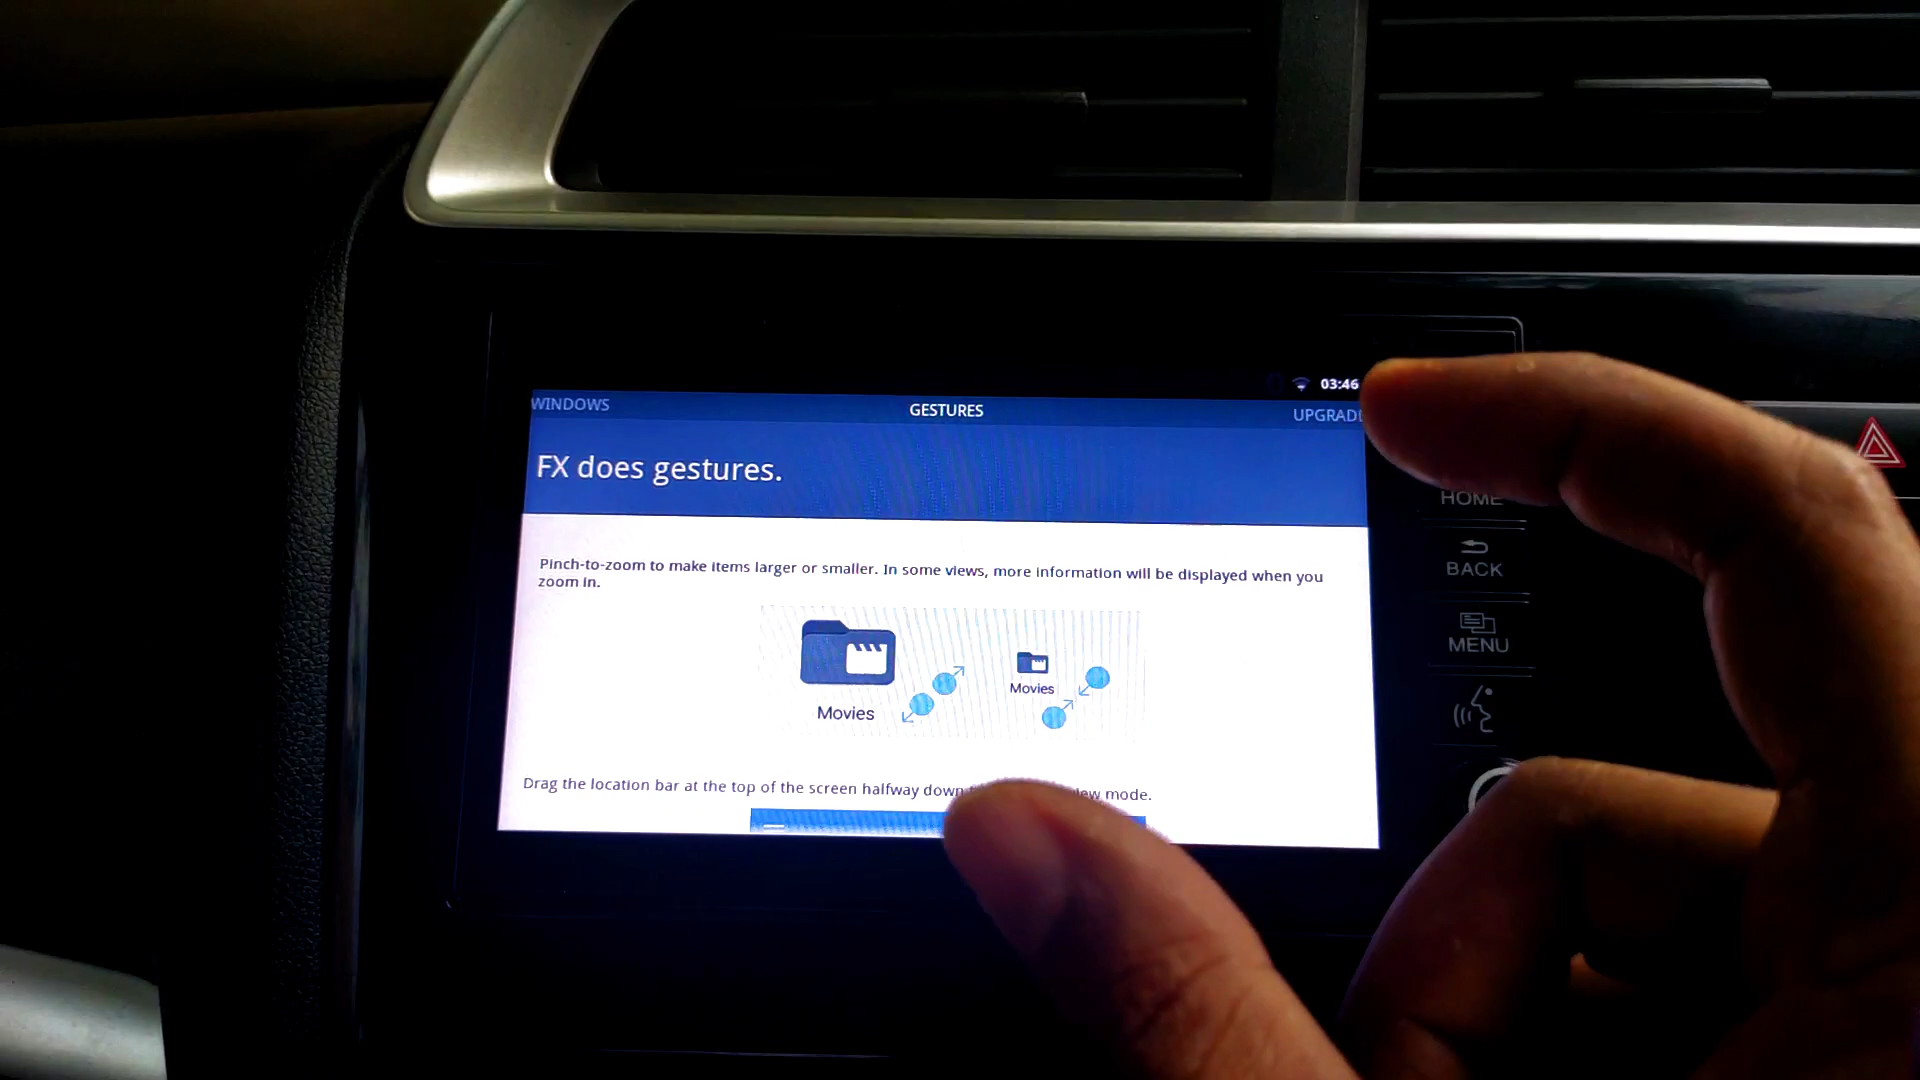 03:46
WINDOWS GESTURES UPGRADE
FX does gestures.
Pinch-to-zoom to make items larger or smaller. In some views, more information will be displayed when you
zoom in.
Movies
Movies
Drag the location bar at the top of the screen halfway down mode.
HOME
BACK
MENU